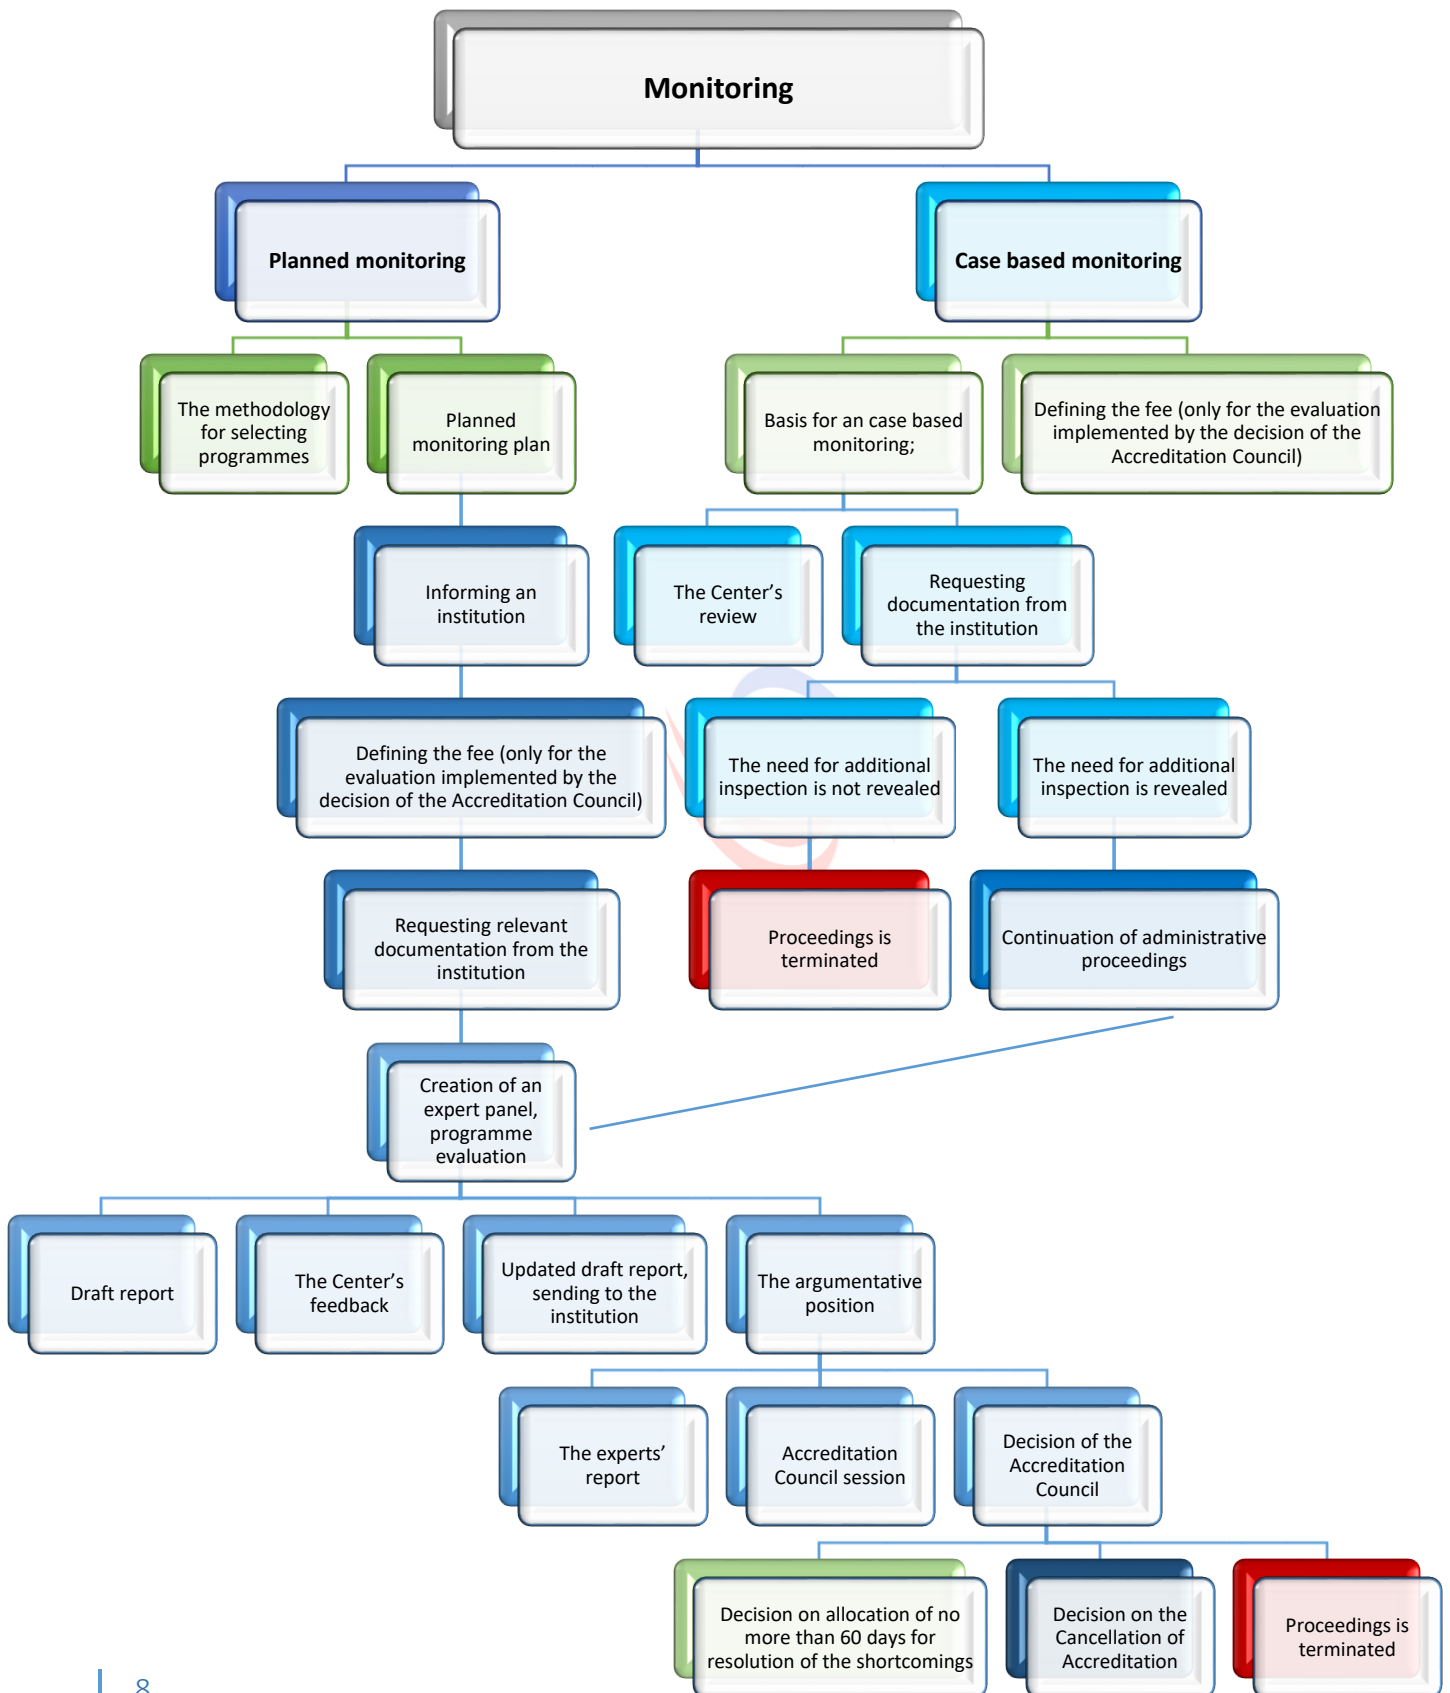 Monitoring
Planned monitoring
Case based monitoring
The methodology
for selecting
programmes
Planned
monitoring plan
Basis for an case based
monitoring;
Defining the fee (only for the evaluation
implemented by the decision of the
Accreditation Council)
Informing an
institution
The Center’s
review
Requesting
documentation from
the institution
Defining the fee (only for the
evaluation implemented by the
decision of the Accreditation Council)
The need for additional
inspection is not revealed
The need for additional
inspection is revealed
Requesting relevant
documentation from the
institution
Proceedings is
terminated
Continuation of administrative
proceedings
Creation of an
expert panel,
programme
evaluation
Draft report
The Center’s
feedback
Updated draft report,
sending to the
institution
The argumentative
position
The experts’
report
Accreditation
Council session
Decision of the
Accreditation
Council
Decision on allocation of no
more than 60 days for
resolution of the shortcomings
Decision on the
Cancellation of
Accreditation
Proceedings is
terminated
8